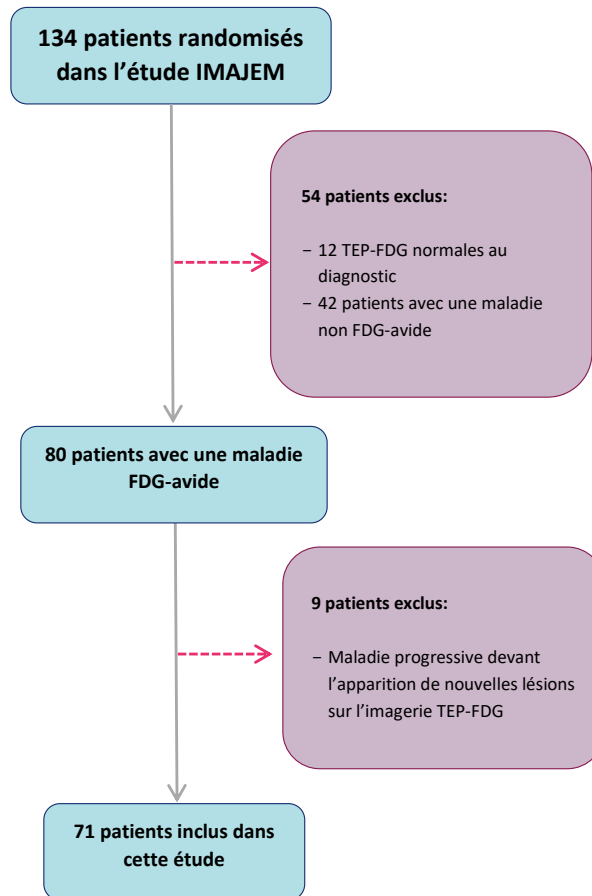 134 patients randomisés
dans l'étude IMAJEM
54 patients exclus:
− 12 TEP-FDG normales au
diagnostic
− 42 patients avec une maladie
non FDG-avide
80 patients avec une maladie
FDG-avide
9 patients exclus:
− Maladie progressive devant
l'apparition de nouvelles lésions
sur l'imagerie TEP-FDG
71 patients inclus dans
cette étude